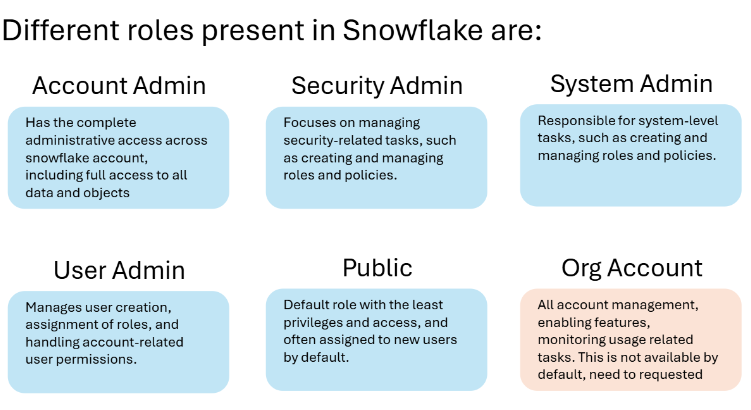 Different roles present in Snowflake are:
Account Admin
Has the complete
administrative access across
snowflake account,
including full access to all
data and objects
Security Admin
Focuses on managing
security-related tasks, such
as creating and managing
roles and policies.
System Admin
Responsible for system-level
tasks, such as creating and
managing roles and policies.
User Admin
Manages user creation,
assignment of roles, and
handling account-related
user permissions.
Public
Default role with the least
privileges and access, and
often assigned to new users
by default.
Org Account
All account management,
enabling features,
monitoring usage related
tasks. This is not available by
default, need to requested